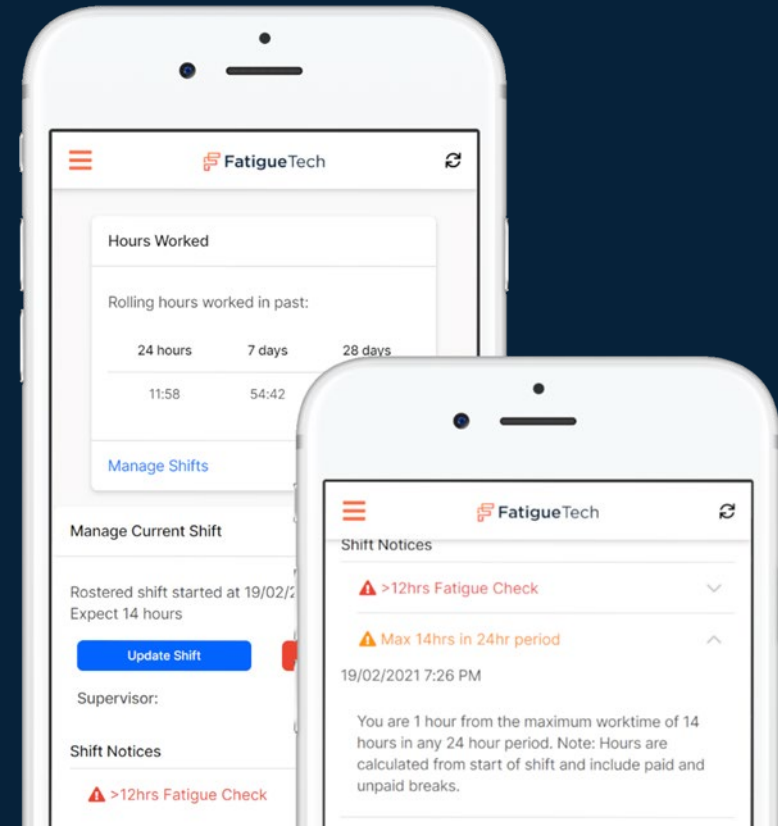 FatigueTech
Hours Worked
Rolling hours worked in past:
24 hours 7 days 28 days
11:58 54:42
Manage Shifts
Manage Current Shift
Rostered shift started at 19/02/2
Expect 14 hours
Update Shift
Supervisor:
Shift Notices
>12hrs Fatigue Check
FatigueTech
Shift Notices
>12hrs Fatigue Check
Max 14hrs in 24hr period
19/02/2021 7:26 PM
You are 1 hour from the maximum worktime of 14
hours in any 24 hour period. Note: Hours are
calculated from start of shift and include paid and
unpaid breaks.